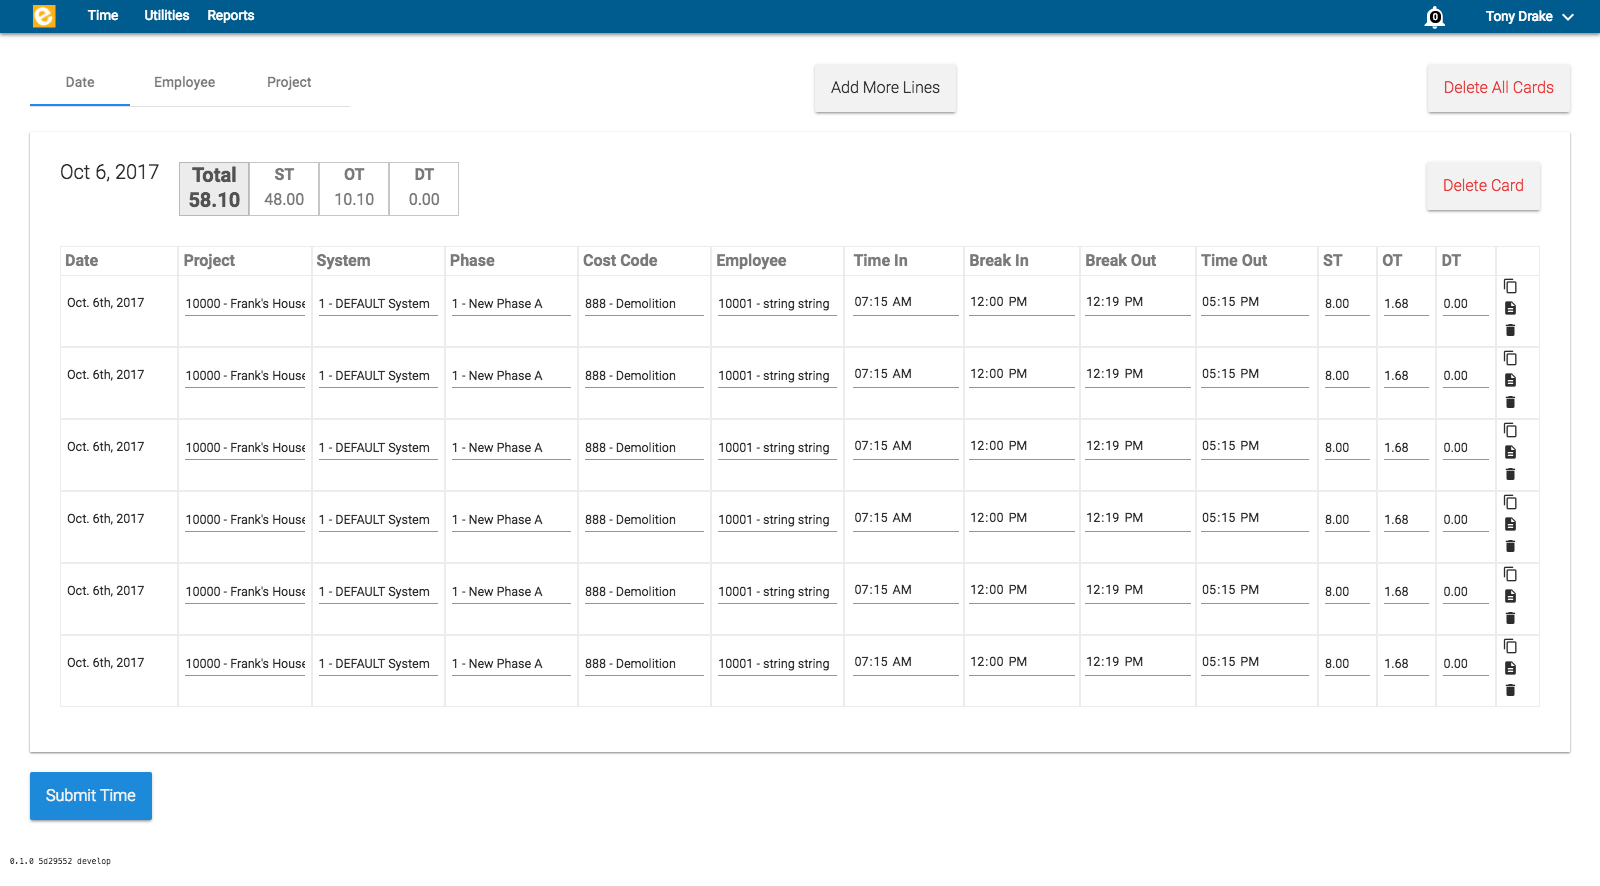 Time Utilities Reports 0 Tony Drake
Date Employee Project Add More Lines Delete All Cards
Oct 6, 2017 Total ST OT DT Delete Card
58.10 48.00 10.10 0.00
Date Project System Phase Cost Code Employee Time In Break In Break Out Time Out ST OT DT
Oct. 6th, 2017 10000 - Frank's House 1 - DEFAULT System 1 - New Phase A 888 - Demolition 10001 - string string 07:15 AM 12:00 PM 12:19 PM 05:15 PM 8.00 1.68 0.00
Oct. 6th, 2017 10000 - Frank's House 1 - DEFAULT System 1 - New Phase A 888 - Demolition 10001 - string string 07:15 AM 12:00 PM 12:19 PM 05:15 PM 8.00 1.68 0.00
Oct. 6th, 2017 10000 - Frank's House 1 - DEFAULT System 1 - New Phase A 888 - Demolition 10001 - string string 07:15 AM 12:00 PM 12:19 PM 05:15 PM 8.00 1.68 0.00
Oct. 6th, 2017 10000 - Frank's House 1 - DEFAULT System 1 - New Phase A 888 - Demolition 10001 - string string 07:15 AM 12:00 PM 12:19 PM 05:15 PM 8.00 1.68 0.00
Oct. 6th, 2017 10000 - Frank's House 1 - DEFAULT System 1 - New Phase A 888 - Demolition 10001 - string string 07:15 AM 12:00 PM 12:19 PM 05:15 PM 8.00 1.68 0.00
Oct. 6th, 2017 10000 - Frank's House 1 - DEFAULT System 1 - New Phase A 888 - Demolition 10001 - string string 07:15 AM 12:00 PM 12:19 PM 05:15 PM 8.00 1.68 0.00
Submit Time
0.1.0 5d29552 develop